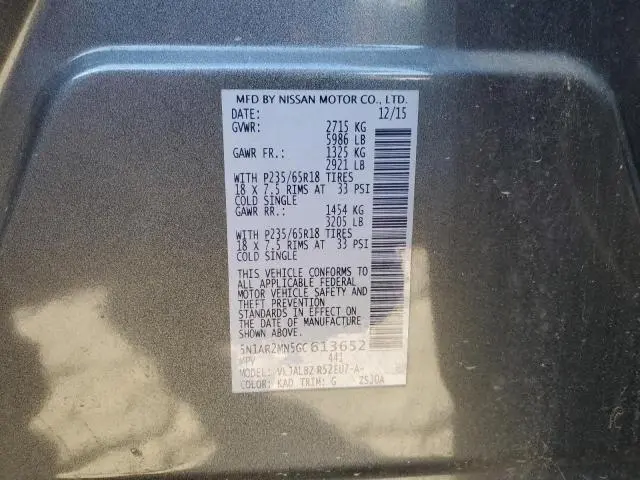 MFD BY NISSAN MOTOR CO., LTD.
DATE: 12/15
GVWR: 2715 KG
5986 LB
GAWR FR.: 1325 KG
2921 LB
WITH P235/65R18 TIRES
18 X 7.5 RIMS AT 33 PSI
COLD SINGLE
GAWR RR.: 1454 KG
3205 LB
WITH P235/65R18 TIRES
18 X 7.5 RIMS AT 33 PSI
COLD SINGLE
THIS VEHICLE CONFORMS TO
ALL APPLICABLE FEDERAL
MOTOR VEHICLE SAFETY AND
THEFT PREVENTION
STANDARDS IN EFFECT ON
THE DATE OF MANUFACTURE
SHOWN ABOVE.
5N1AR2MN5GC613652
MPV 441
MODEL:
COLOR: KAD TRIM: G